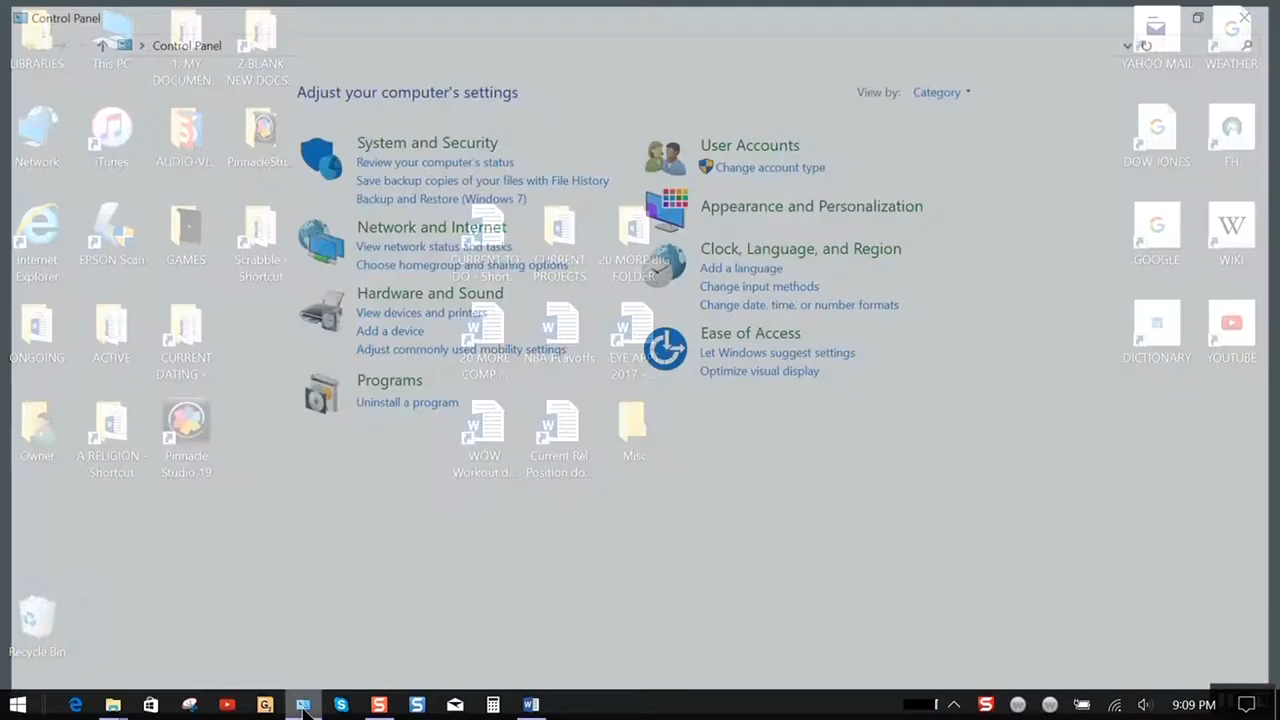 Control Panel
Control Panel
Adjust your computer's settings
View by: Category
System and Security
Review your computer's status
Save backup copies of your files with File History
Backup and Restore (Windows 7)
Network and Internet
View network status and tasks
Choose homegroup and sharing options
Hardware and Sound
View devices and printers
Add a device
Adjust commonly used mobility settings
Programs
Uninstall a program
User Accounts
Change account type
Appearance and Personalization
Clock, Language, and Region
Add a language
Change input methods
Change date, time, or number formats
Ease of Access
Let Windows suggest settings
Optimize visual display
LIBRARIES
This PC
1. MY
DOCUMEN...
2 BLANK
NEW DOCS
YAHOO MAIL
WEATHER
Network
iTunes
AUDIO-VI...
PinnacleStu...
DOW JONES
FH
Internet
Explorer
EPSON Scan
GAMES
Scrabble -
Shortcut
CURRENT TO
DO - Short...
CURRENT
PROJECTS
20 MORE BIG
FOLDER
GOOGLE
WIKI
ONGOING
ACTIVE
CURRENT
DATING -
20 MORE
COMP ...
NBA PLayoffs
EYE APP
2017 -...
DICTIONARY
YOUTUBE
Owner
A RELIGION -
Shortcut
Pinnacle
Studio 19
WOW
Workout d...
Current Rel
Position.do...
Misc
Recycle Bin
9:09 PM